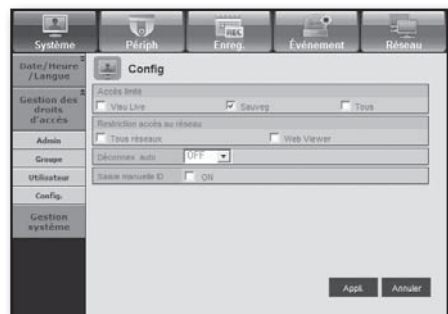 Système Périph Enreg. Événement Réseau
Date/Heure
/Langue
Config
Gestion des
droits
d'accès
Accès limité
Visu Live Sauveg Tous
Restriction accès au réseau
Tous réseaux Web Viewer
Déconnex. auto OFF
Saisie manuelle ID ON
Admin
Groupe
Utilisateur
Config.
Gestion
système
Appli. Annuler